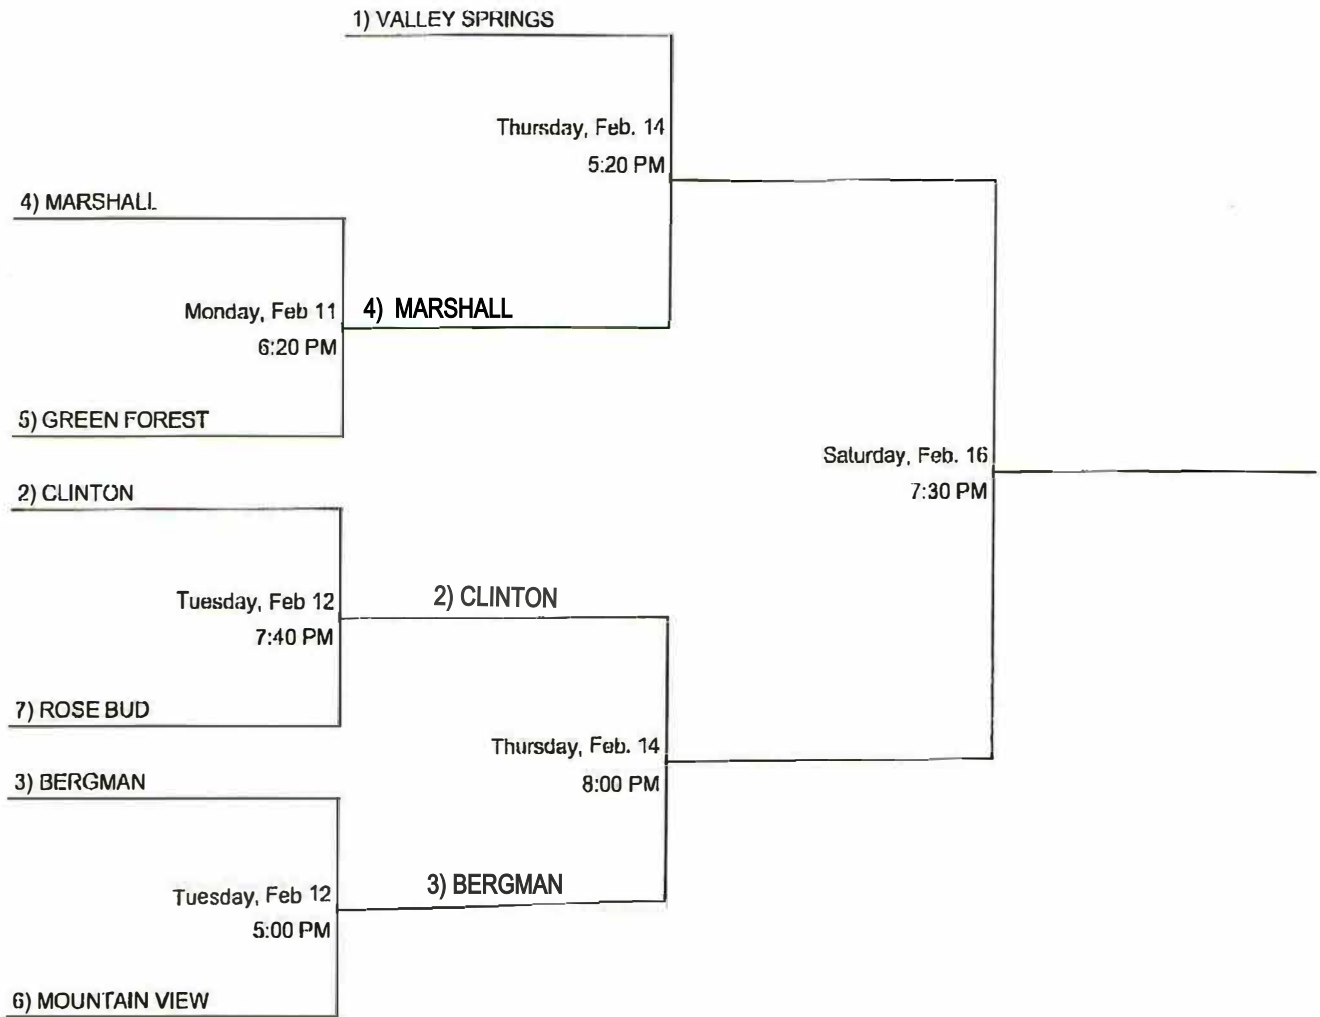 1) VALLEY SPRINGS
Thursday, Feb. 14
5:20 PM
4) MARSHALL
Monday, Feb 11
6:20 PM
4) MARSHALL
5) GREEN FOREST
Saturday, Feb. 16
7:30 PM
2) CLINTON
Tuesday, Feb 12
7:40 PM
2) CLINTON
7) ROSE BUD
Thursday, Feb. 14
8:00 PM
3) BERGMAN
Tuesday, Feb 12
5:00 PM
3) BERGMAN
6) MOUNTAIN VIEW